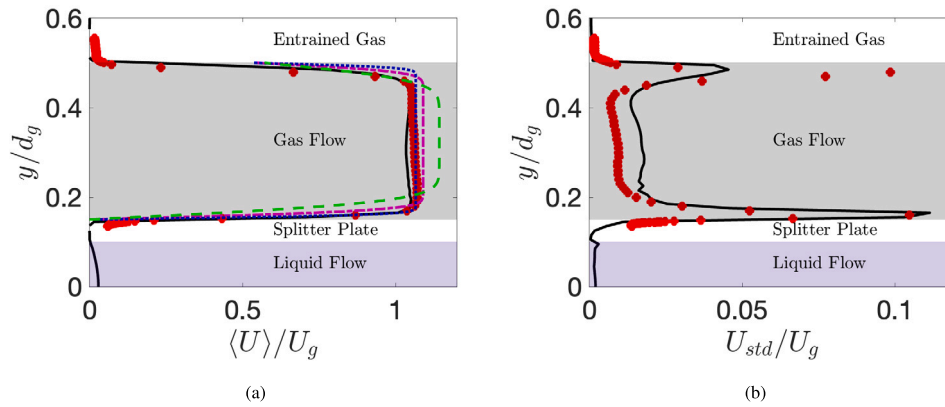 0.6
0.4
0.2
0
y/d_g
Entrained Gas
Gas Flow
Splitter Plate
Liquid Flow
0 0.5 1
⟨U⟩/U_g
(a)
0.6
0.4
0.2
0
y/d_g
Entrained Gas
Gas Flow
Splitter Plate
Liquid Flow
0 0.05 0.1
U_{std}/U_g
(b)